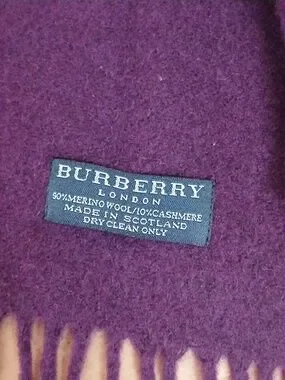 BURBERRY
LONDON
90%MERINO WOOL/10%CASHMERE
MADE IN SCOTLAND
DRY CLEAN ONLY